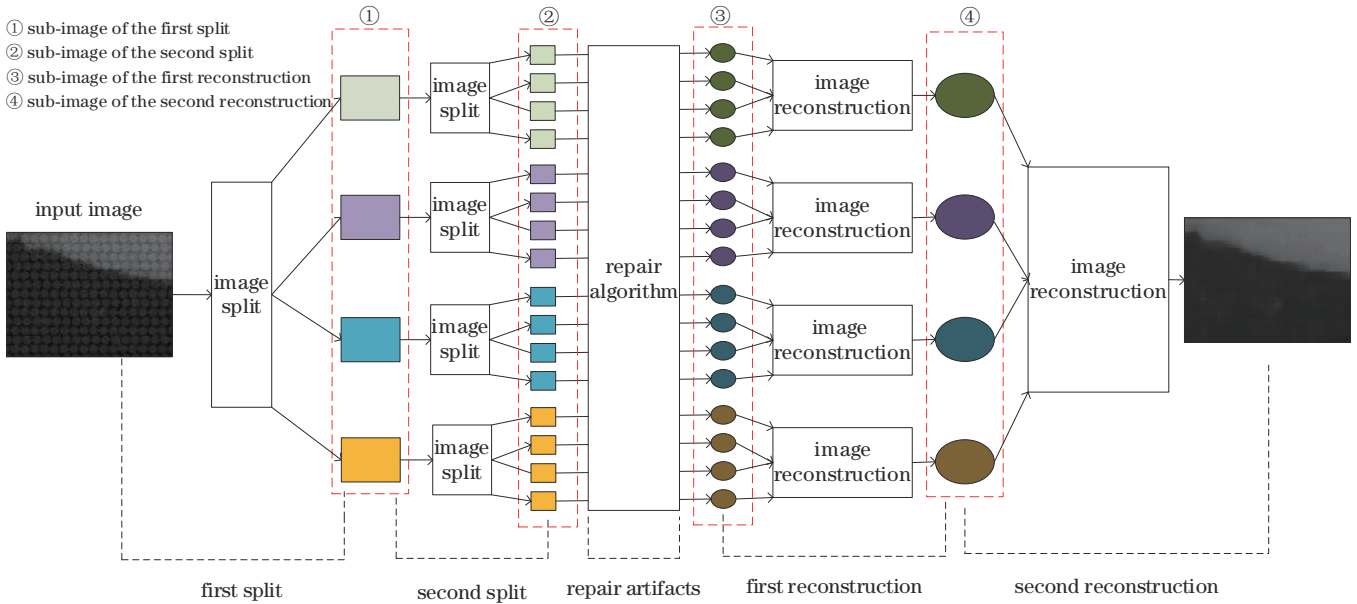 ① sub-image of the first split
② sub-image of the second split
③ sub-image of the first reconstruction
④ sub-image of the second reconstruction
①
②
③
④
input image
image
split
image
split
image
split
image
split
image
split
repair
algorithm
image
reconstruction
image
reconstruction
image
reconstruction
image
reconstruction
image
reconstruction
first split
second split
repair artifacts
first reconstruction
second reconstruction